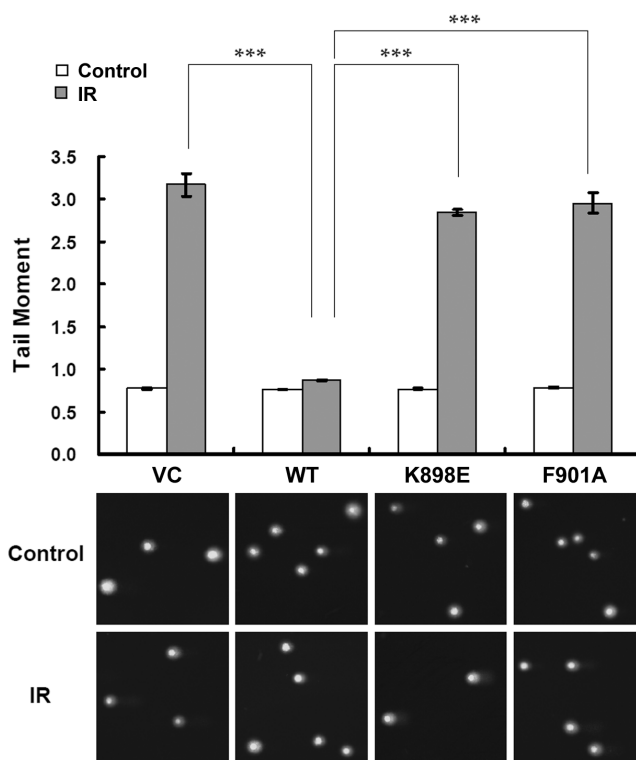 ***
*** ***
Control
IR
3.5
3.0
2.5
2.0
1.5
1.0
0.5
0.0
Tail Moment
VC WT K898E F901A
Control
IR